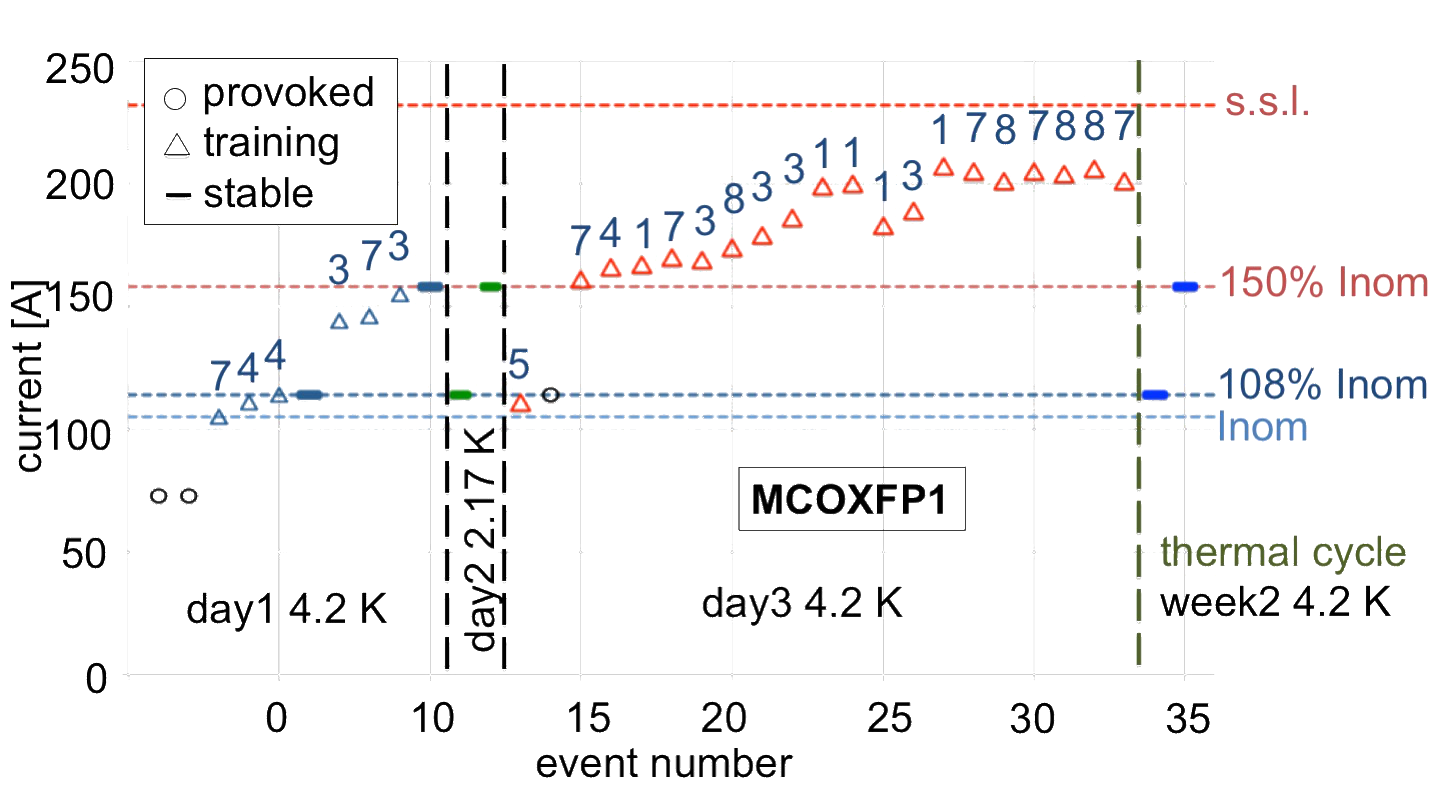 250
200
150
100
50
0
current [A]
provoked
training
stable
s.s.l.
150% Inom
108% Inom
Inom
7 4 4
3 7 3
5
7 4 1 7 3 8 3 3 1 1 1 3 1 7 8 7 8 8 7
MCOXFP1
day1 4.2 K
day2 2.17 K
day3 4.2 K
thermal cycle
week2 4.2 K
0 10 15 20 25 30 35
event number